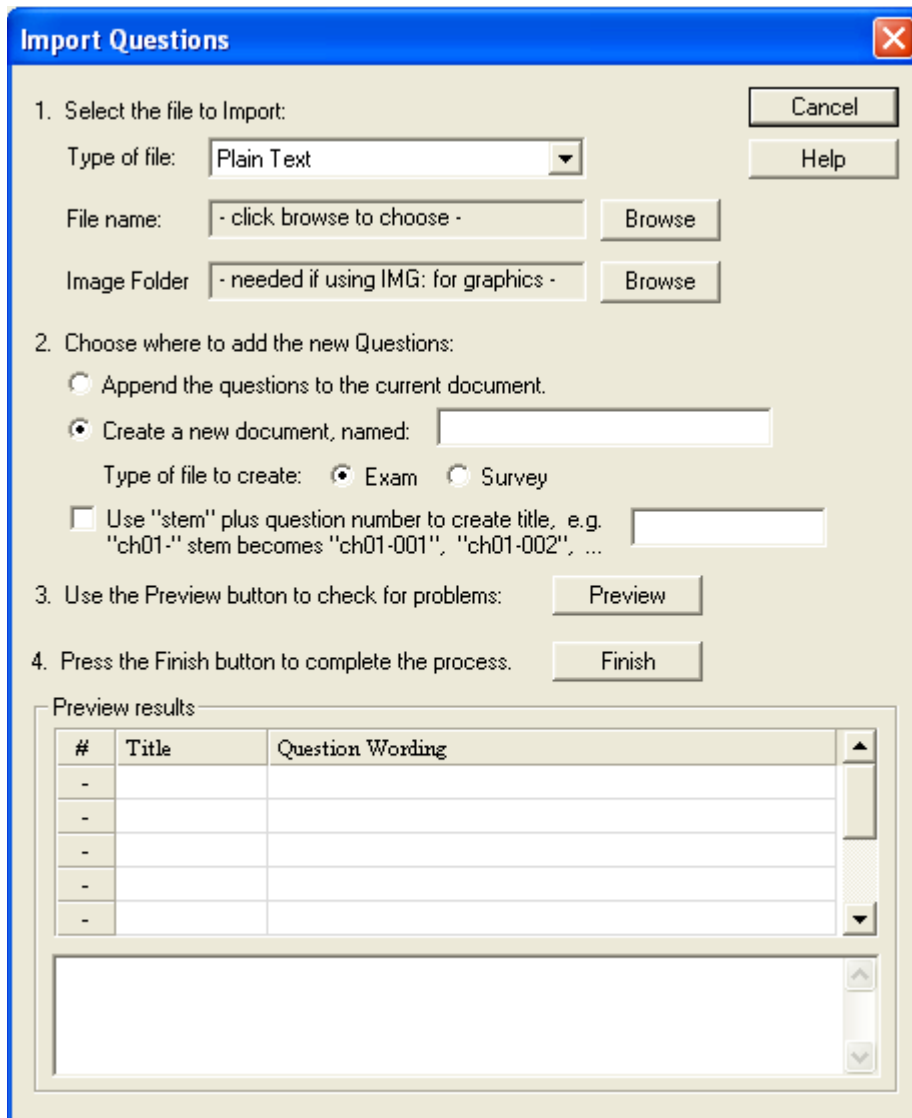 Import Questions
1. Select the file to Import:
Cancel
Type of file: Plain Text
Help
File name: - click browse to choose - Browse
Image Folder - needed if using IMG: for graphics - Browse
2. Choose where to add the new Questions:
Append the questions to the current document.
Create a new document, named:
Type of file to create: Exam Survey
Use "stem" plus question number to create title, e.g.
"ch01-" stem becomes "ch01-001", "ch01-002", ...
3. Use the Preview button to check for problems: Preview
4. Press the Finish button to complete the process. Finish
Preview results
# Title Question Wording
-
-
-
-
-